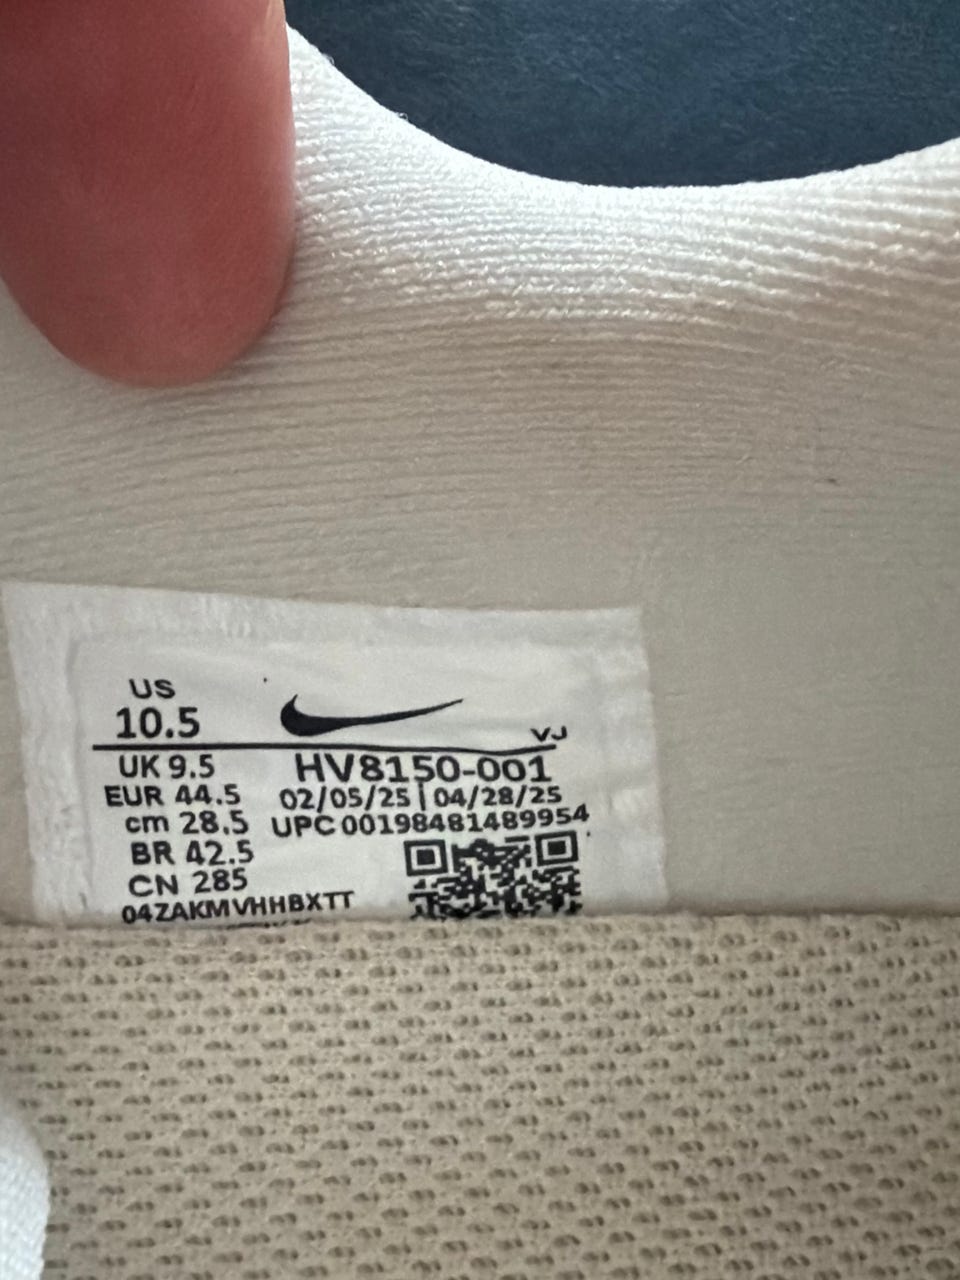 US
10.5
VJ
UK 9.5
HV8150-001
EUR 44.5
02/05/25 | 04/28/25
cm 28.5
UPC 00198481489954
BR 42.5
CN 285
04ZAKMVHHBXTT